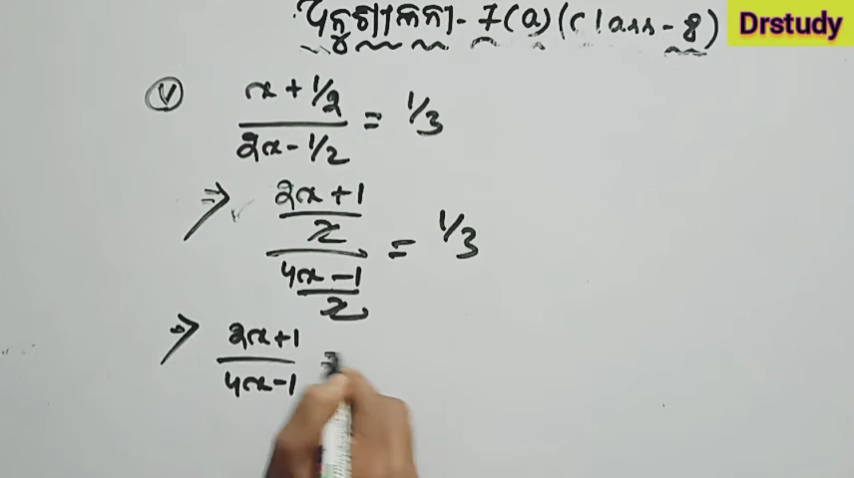 ଅନୁଶୀଳନୀ - 7(a) (Class - 8)
Drstudy
(v) x + 1/2 / 2x - 1/2 = 1/3
⇒ 2x + 1 / 2 / 4x - 1 / 2 = 1/3
⇒ 2x+1 / 4x-1 =